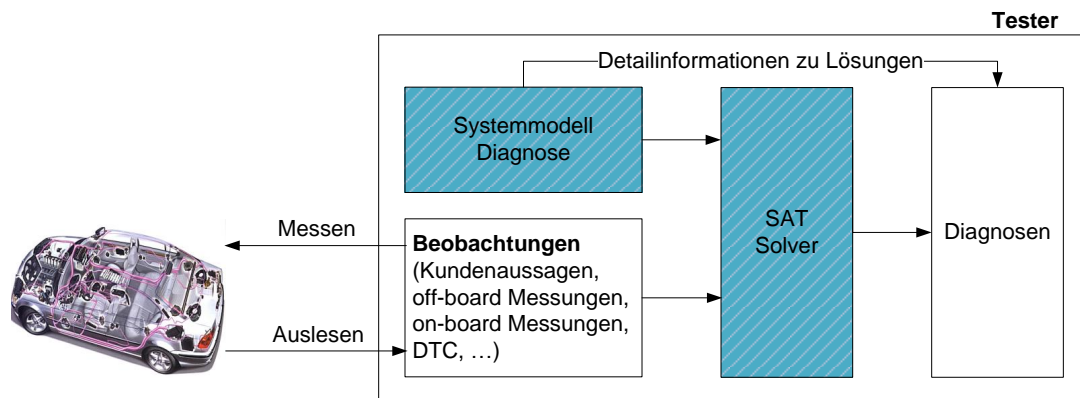 Tester
Detailinformationen zu Lösungen
Systemmodell
Diagnose
SAT
Solver
Diagnosen
Messen
Auslesen
Beobachtungen
(Kundenaussagen,
off-board Messungen,
on-board Messungen,
DTC, …)